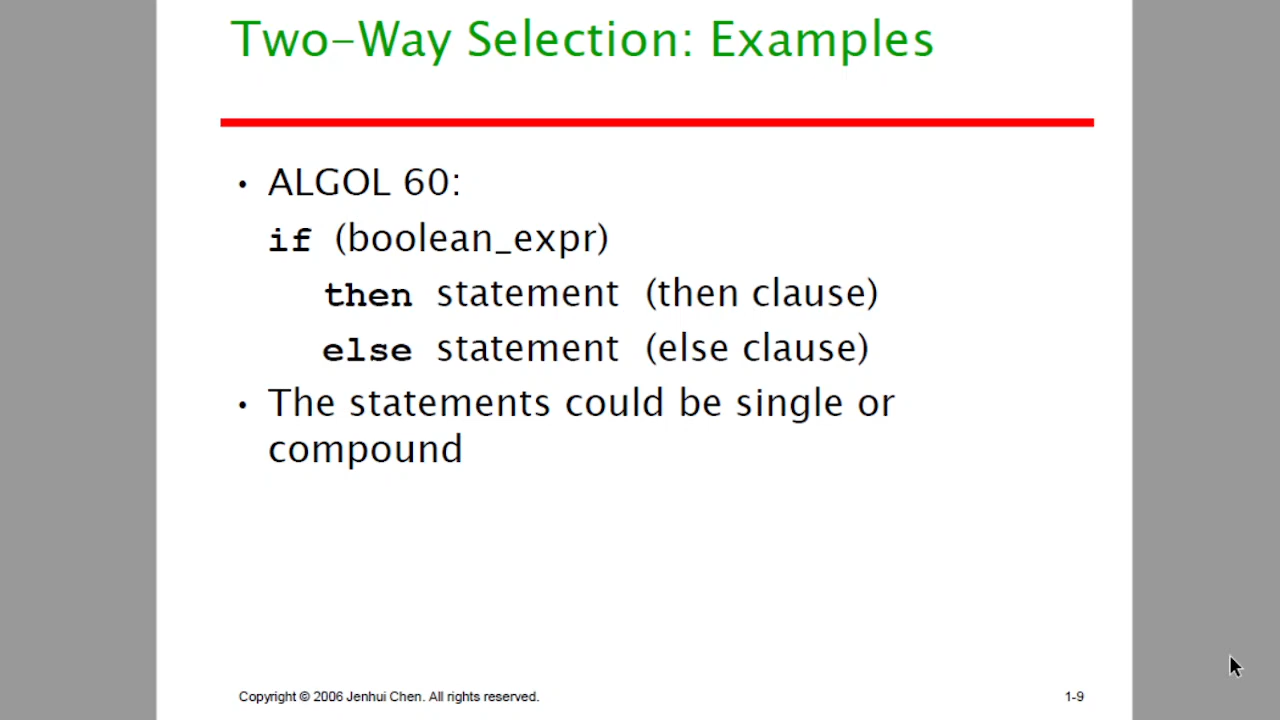 Two-Way Selection: Examples
• ALGOL 60:
if (boolean_expr)
then statement (then clause)
else statement (else clause)
• The statements could be single or
compound
Copyright © 2006 Jenhui Chen. All rights reserved.
1-9